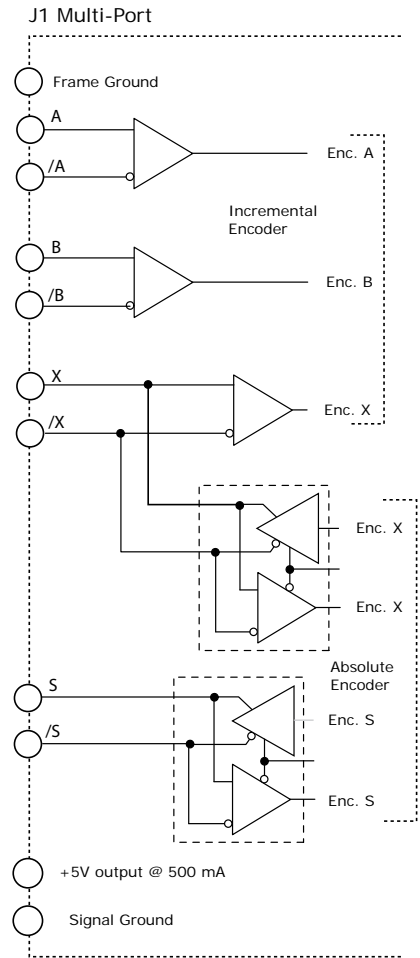 J1 Multi-Port
Frame Ground
A
/A
Enc. A
Incremental
Encoder
B
/B
Enc. B
X
/X
Enc. X
Enc. X
Enc. X
Absolute
Encoder
S
/S
Enc. S
Enc. S
+5V output @ 500 mA
Signal Ground